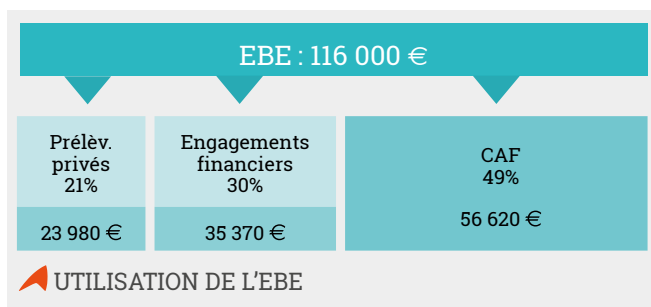 EBE : 116 000 €
Prélèv.
privés
21%
23 980 €
Engagements
financiers
30%
35 370 €
CAF
49%
56 620 €
UTILISATION DE L'EBE